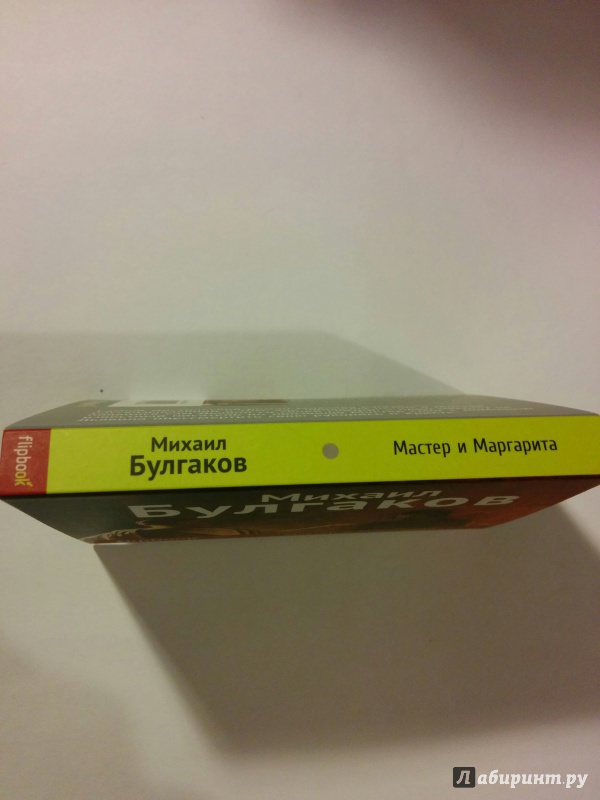 flipbook
Михаил
Булгаков
Мастер и Маргарита
Михаил
Булгаков
Лабиринт.ру